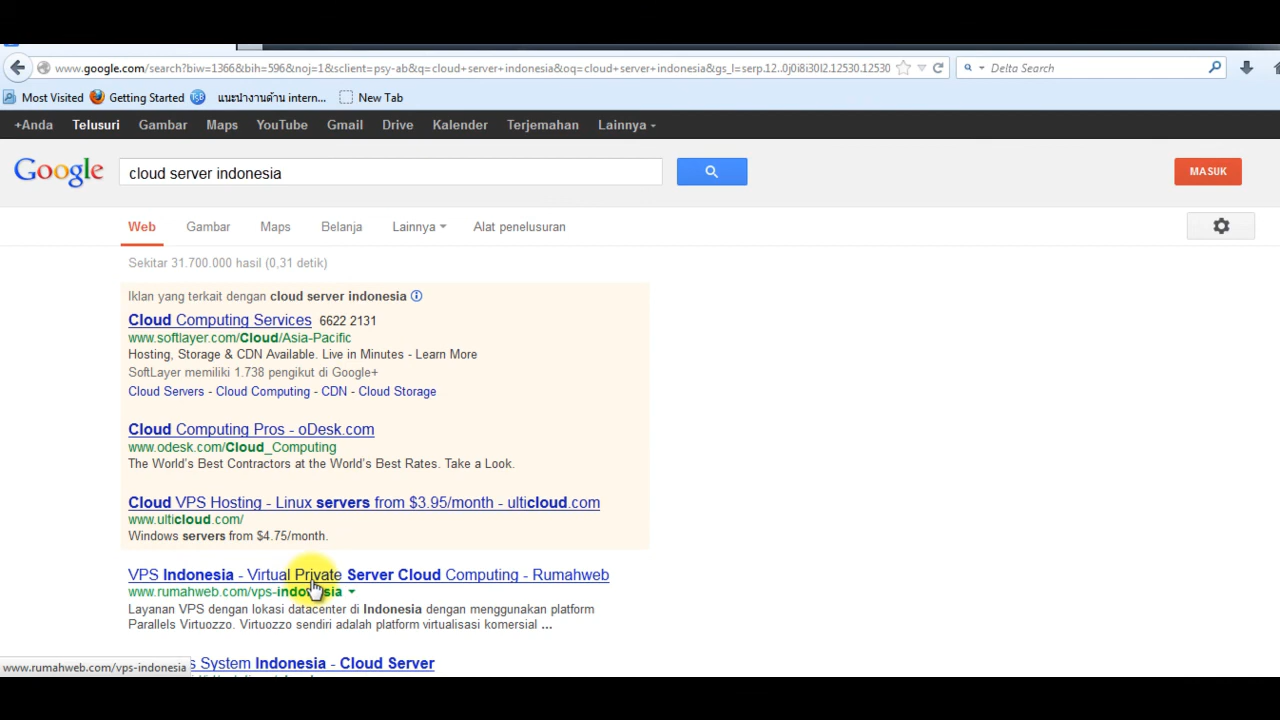 www.google.com/search?biw=1366&bih=596&noj=1&sclient=psy-ab&q=cloud+server+indonesia&oq=cloud+server+indonesia&gs_l=serp.12..0j0i8i30l2.12530.12530
Delta Search
Most Visited Getting Started แนะนำงานด้าน intern... New Tab
+Anda Telusuri Gambar Maps YouTube Gmail Drive Kalender Terjemahan Lainnya
Google cloud server indonesia MASUK
Web Gambar Maps Belanja Lainnya Alat penelusuran
Sekitar 31.700.000 hasil (0,31 detik)
Iklan yang terkait dengan cloud server indonesia
Cloud Computing Services 6622 2131
www.softlayer.com/Cloud/Asia-Pacific
Hosting, Storage & CDN Available. Live in Minutes - Learn More
SoftLayer memiliki 1.738 pengikut di Google+
Cloud Servers - Cloud Computing - CDN - Cloud Storage
Cloud Computing Pros - oDesk.com
www.odesk.com/Cloud_Computing
The World's Best Contractors at the World's Best Rates. Take a Look.
Cloud VPS Hosting - Linux servers from $3.95/month - ulticloud.com
www.ulticloud.com/
Windows servers from $4.75/month.
VPS Indonesia - Virtual Private Server Cloud Computing - Rumahweb
www.rumahweb.com/vps-indonesia
Layanan VPS dengan lokasi datacenter di Indonesia dengan menggunakan platform
Parallels Virtuozzo. Virtuozzo sendiri adalah platform virtualisasi komersial ...
System Indonesia - Cloud Server
www.rumahweb.com/vps-indonesia